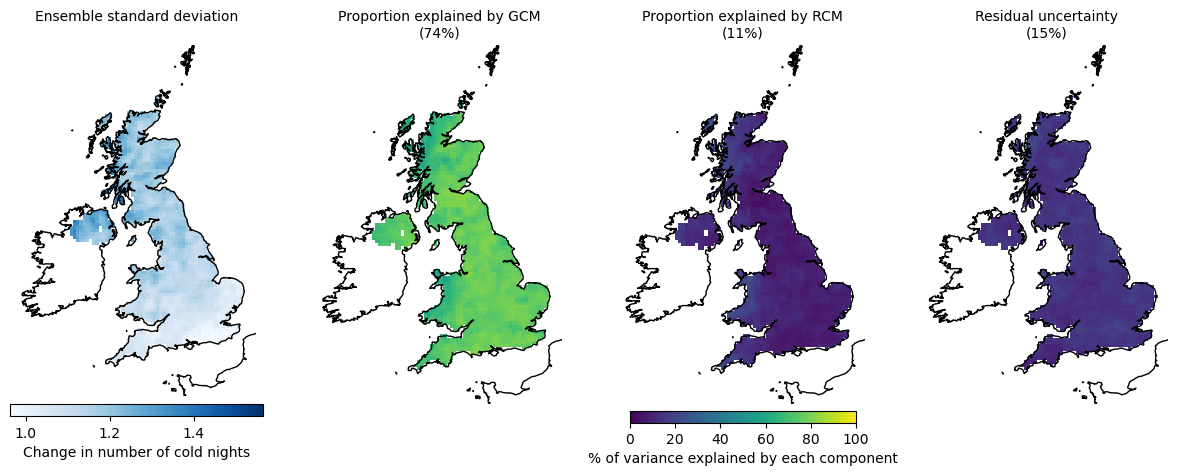 Ensemble standard deviation
Proportion explained by GCM
(74%)
Proportion explained by RCM
(11%)
Residual uncertainty
(15%)
1.0 1.2 1.4
Change in number of cold nights
0 20 40 60 80 100
% of variance explained by each component